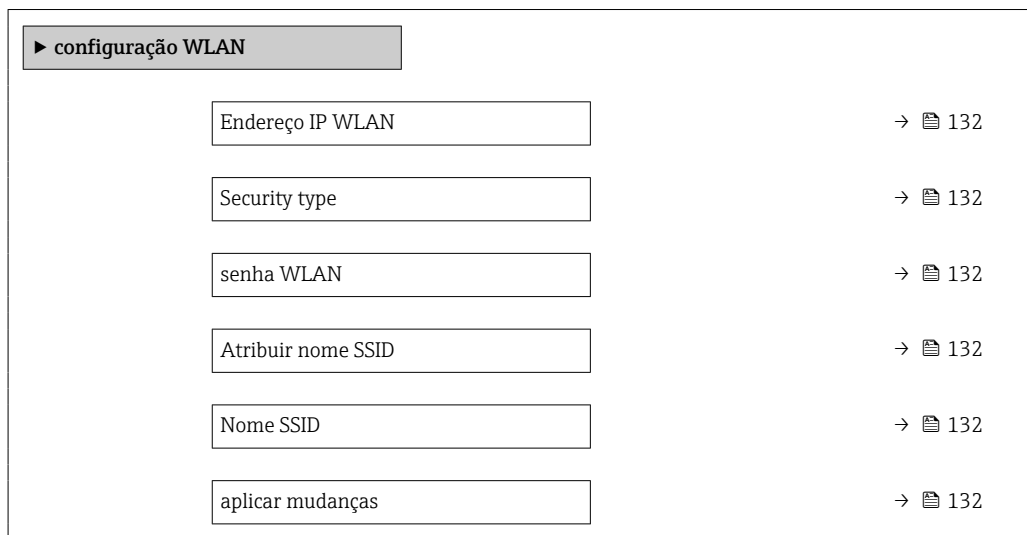 ▶ configuração WLAN
Endereço IP WLAN → 132
Security type → 132
senha WLAN → 132
Atribuir nome SSID → 132
Nome SSID → 132
aplicar mudanças → 132